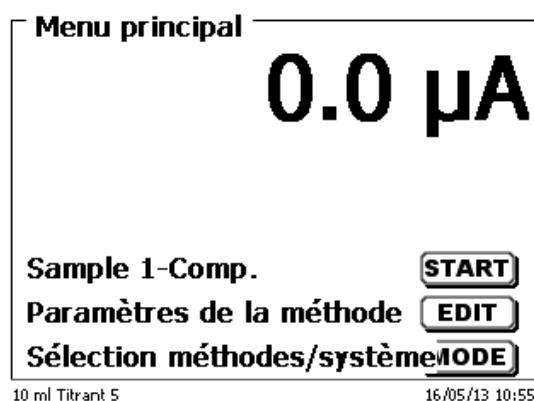 Menu principal
0.0 µA
Sample 1-Comp. START
Paramètres de la méthode EDIT
Sélection méthodes/système MODE
10 ml Titrant 5 16/05/13 10:55